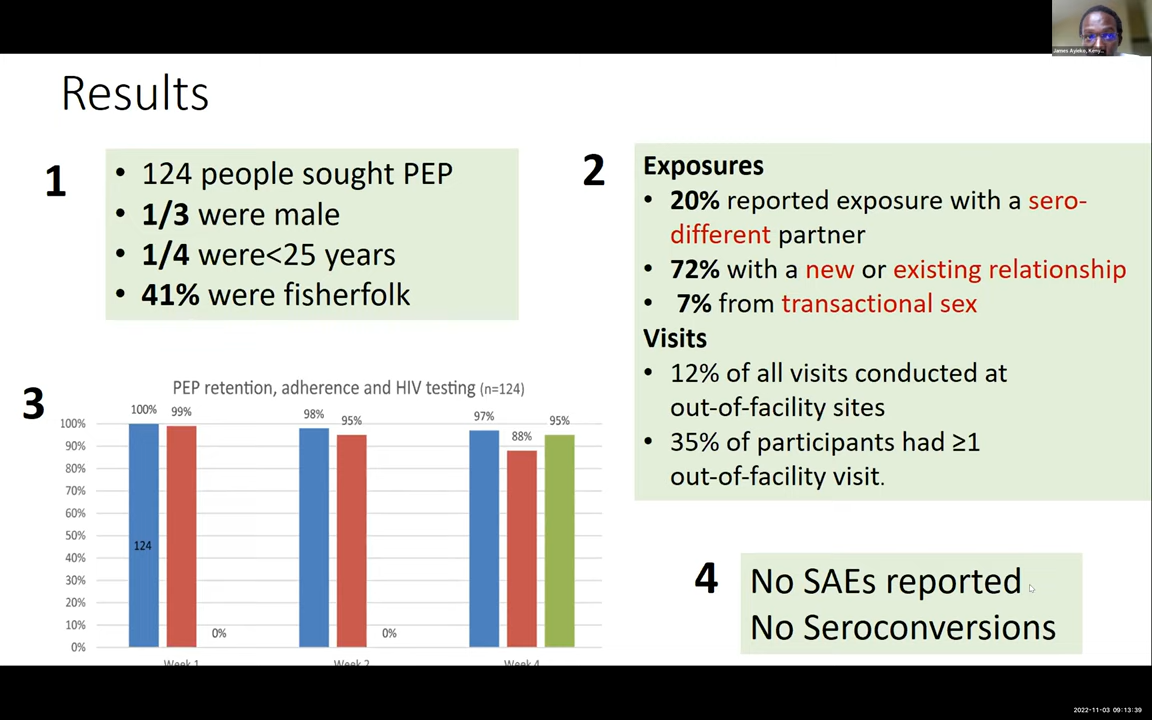 James Ayieko, Keny...
Results
1
• 124 people sought PEP
• 1/3 were male
• 1/4 were<25 years
• 41% were fisherfolk
2
Exposures
• 20% reported exposure with a sero-
different partner
• 72% with a new or existing relationship
• 7% from transactional sex
Visits
• 12% of all visits conducted at
out-of-facility sites
• 35% of participants had ≥1
out-of-facility visit.
3
PEP retention, adherence and HIV testing (n=124)
100% 99% 98% 95% 97% 88% 95%
100%
90%
80%
70%
60%
50%
40%
30%
20%
10%
0%
124
0% 0%
Week 1 Week 2 Week 4
4
No SAEs reported
No Seroconversions
2022-11-03 09:13:39